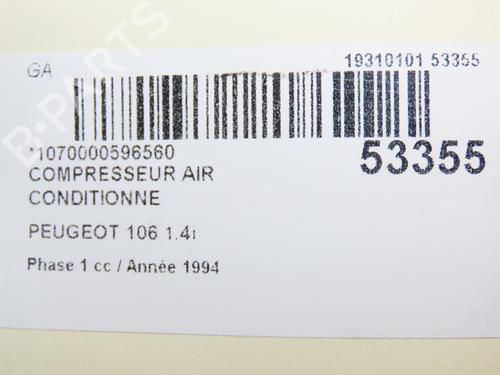 GA
19310101 53355
*1070000596560
53355
COMPRESSEUR AIR
CONDITIONNE
PEUGEOT 106 1.4i
Phase 1 cc / Année 1994
B-PARTS